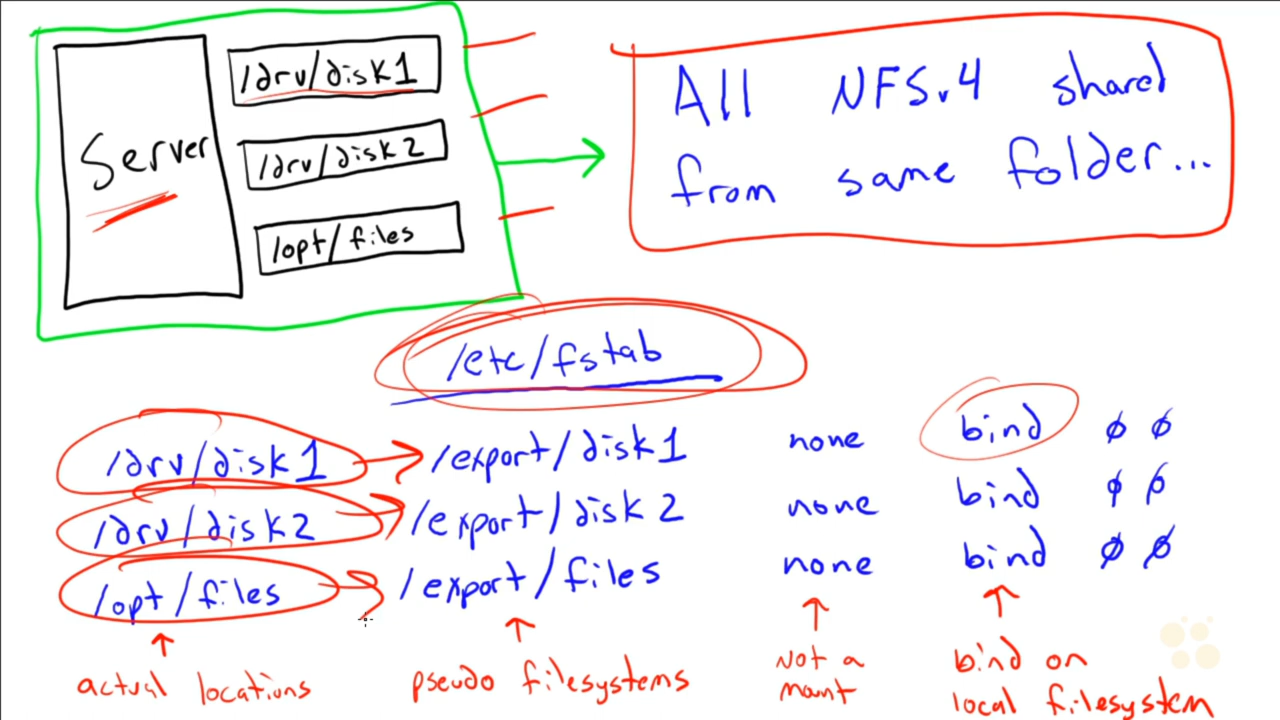 Server
/drv/disk1
/drv/disk2
/opt/files
All NFSv4 shared
from same folder...
/etc/fstab
/drv/disk1 /export/disk1 none bind 0 0
/drv/disk2 /export/disk2 none bind 0 0
/opt/files /export/files none bind 0 0
actual locations
pseudo filesystems
Not a
mount
bind on
local filesystem